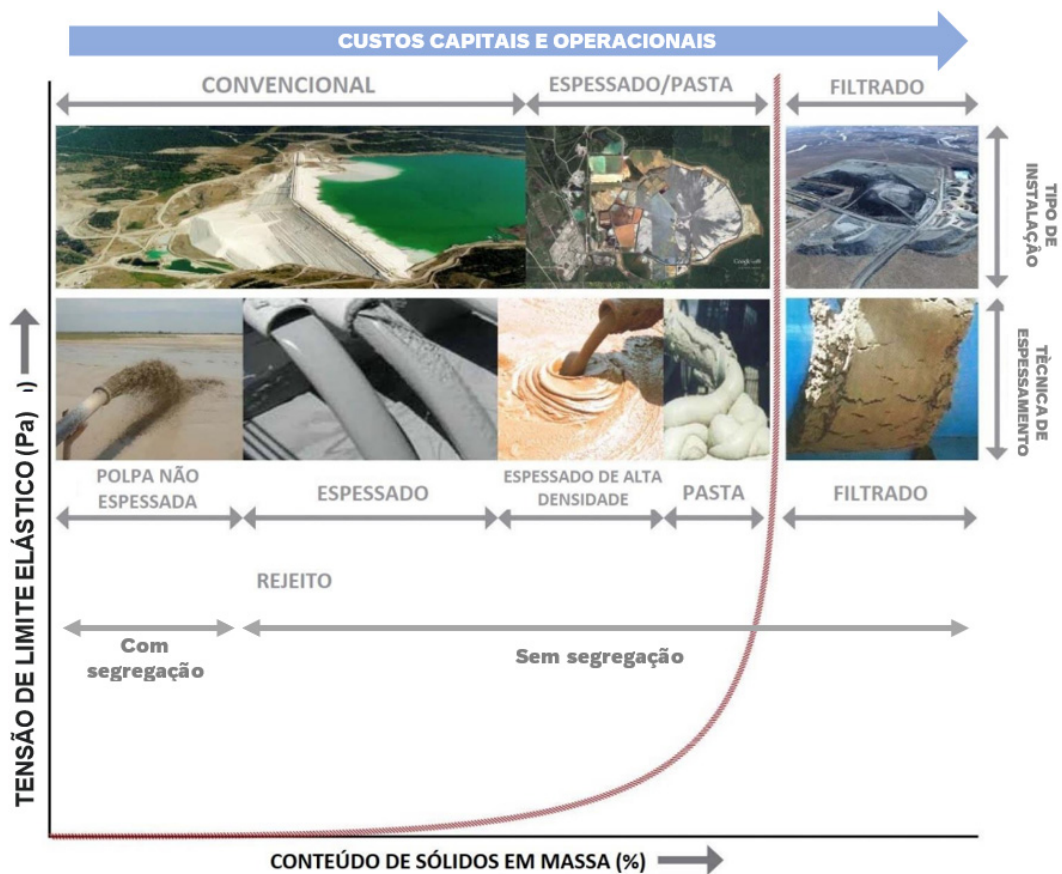 CUSTOS CAPITAIS E OPERACIONAIS
CONVENCIONAL
ESPESSADO/PASTA
FILTRADO
TIPO DE
INSTALAÇÃO
TÈCNICA DE
ESPESSAMENTO
TENSÃO DE LIMITE ELÁSTICO (Pa)
POLPA NÃO
ESPESSADA
ESPESSADO
ESPESSADO DE ALTA
DENSIDADE
PASTA
FILTRADO
REJEITO
Com
segregação
Sem segregação
CONTEÚDO DE SÓLIDOS EM MASSA (%)